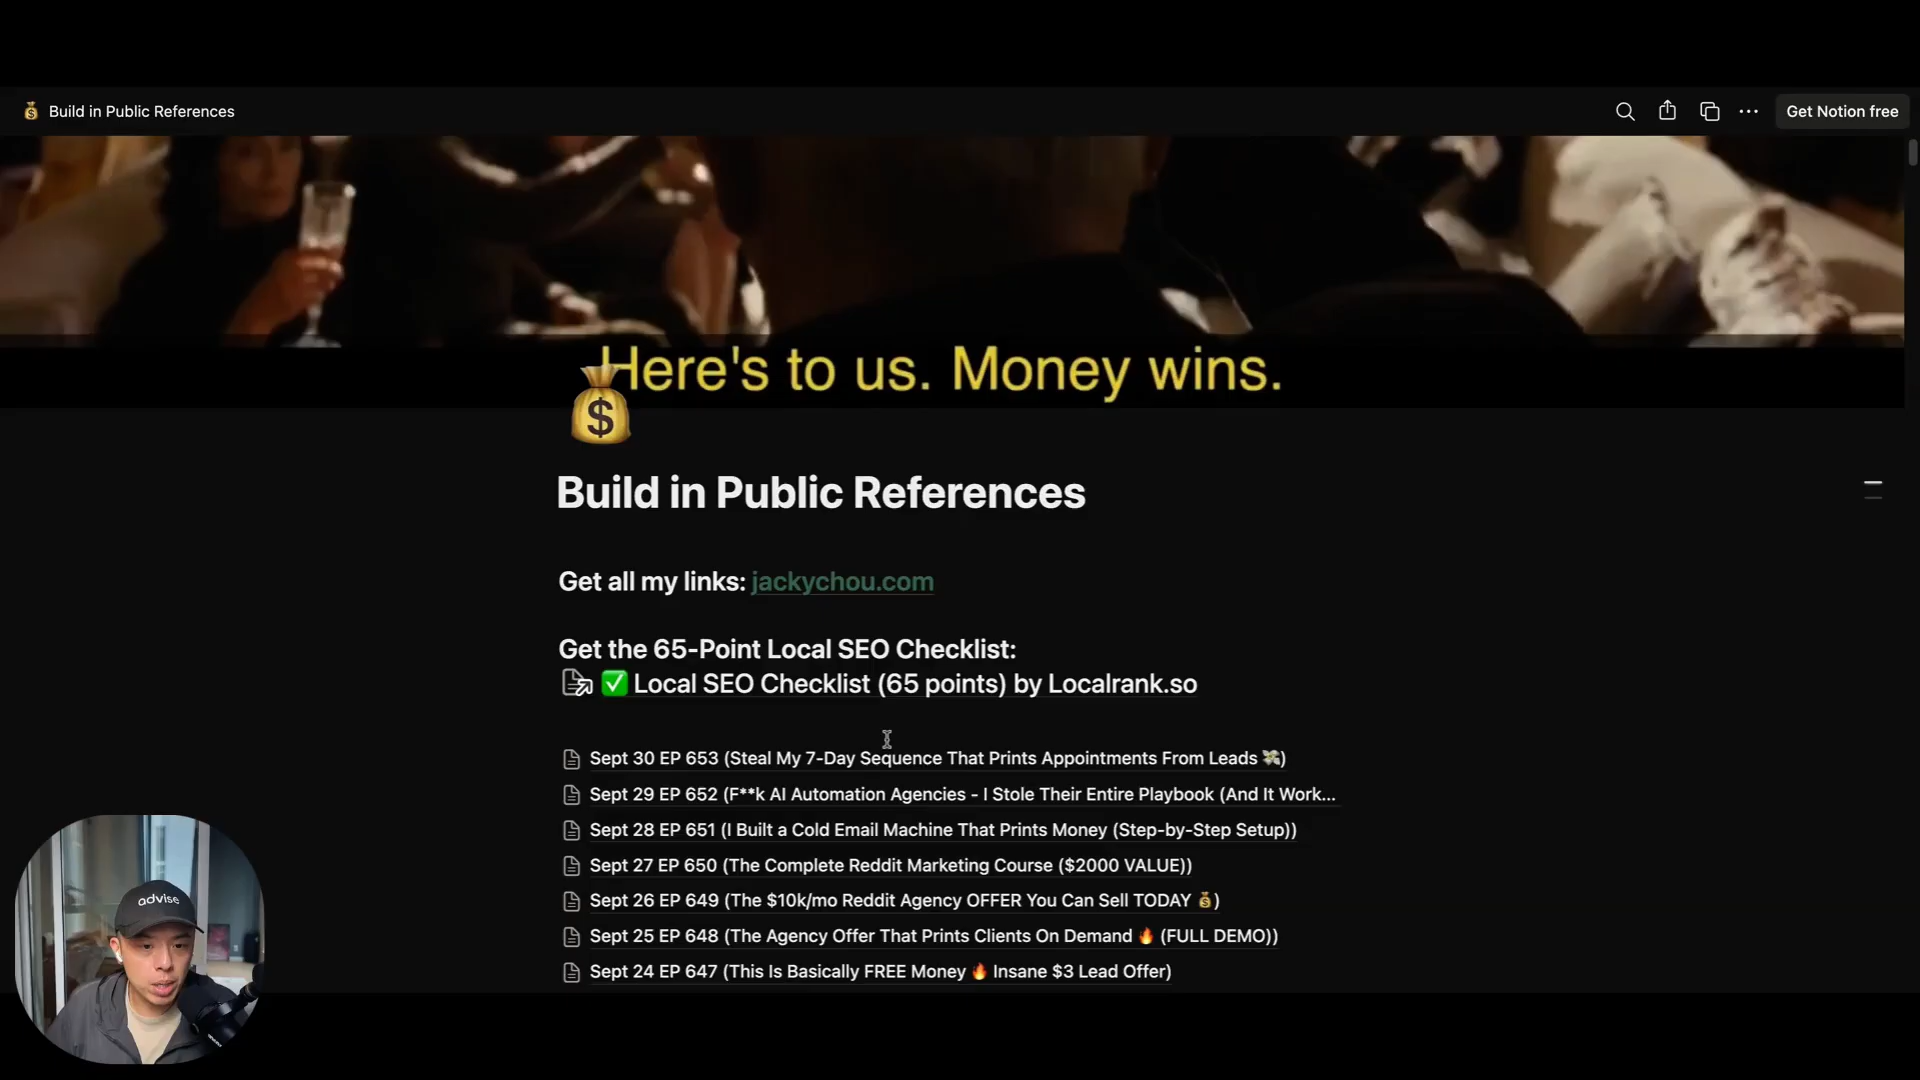 Build in Public References
Get Notion free
Here's to us. Money wins.
Build in Public References
Get all my links: jackychou.com
Get the 65-Point Local SEO Checklist:
✅ Local SEO Checklist (65 points) by Localrank.so
Sept 30 EP 653 (Steal My 7-Day Sequence That Prints Appointments From Leads 💸)
Sept 29 EP 652 (F**k AI Automation Agencies - I Stole Their Entire Playbook (And It Work...
Sept 28 EP 651 (I Built a Cold Email Machine That Prints Money (Step-by-Step Setup))
Sept 27 EP 650 (The Complete Reddit Marketing Course ($2000 VALUE))
Sept 26 EP 649 (The $10k/mo Reddit Agency OFFER You Can Sell TODAY 💰)
Sept 25 EP 648 (The Agency Offer That Prints Clients On Demand 🔥 (FULL DEMO))
Sept 24 EP 647 (This Is Basically FREE Money 🔥 Insane $3 Lead Offer)
advise